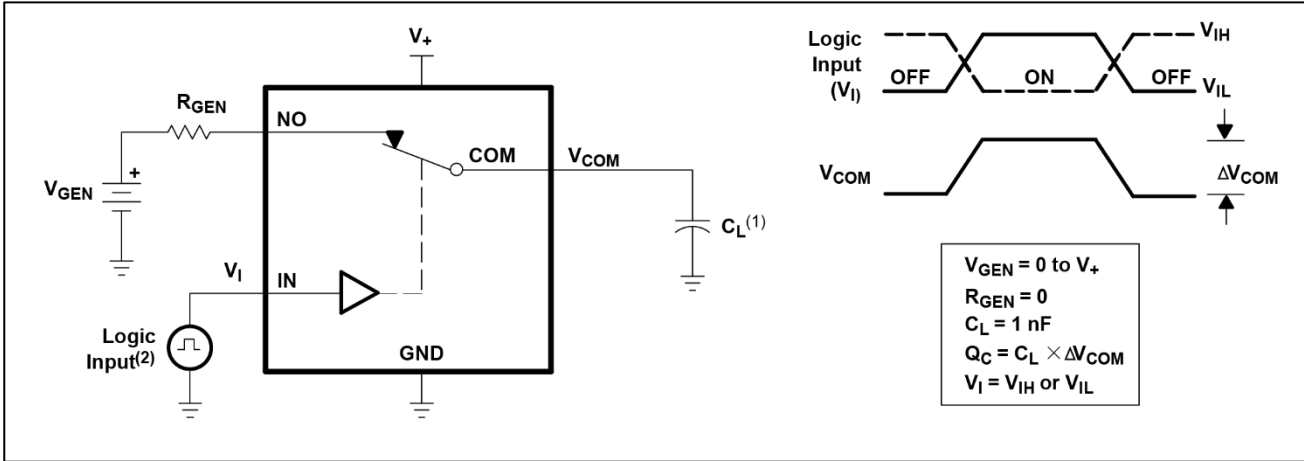 V+
RGEN
NO
COM
VCOM
VGEN
+
CL(1)
VI
IN
Logic
Input(2)
GND
Logic
Input
(VI)
OFF
ON
OFF
VIH
VIL
VCOM
ΔVCOM
VGEN = 0 to V+
RGEN = 0
CL = 1 nF
QC = CL × ΔVCOM
VI = VIH or VIL